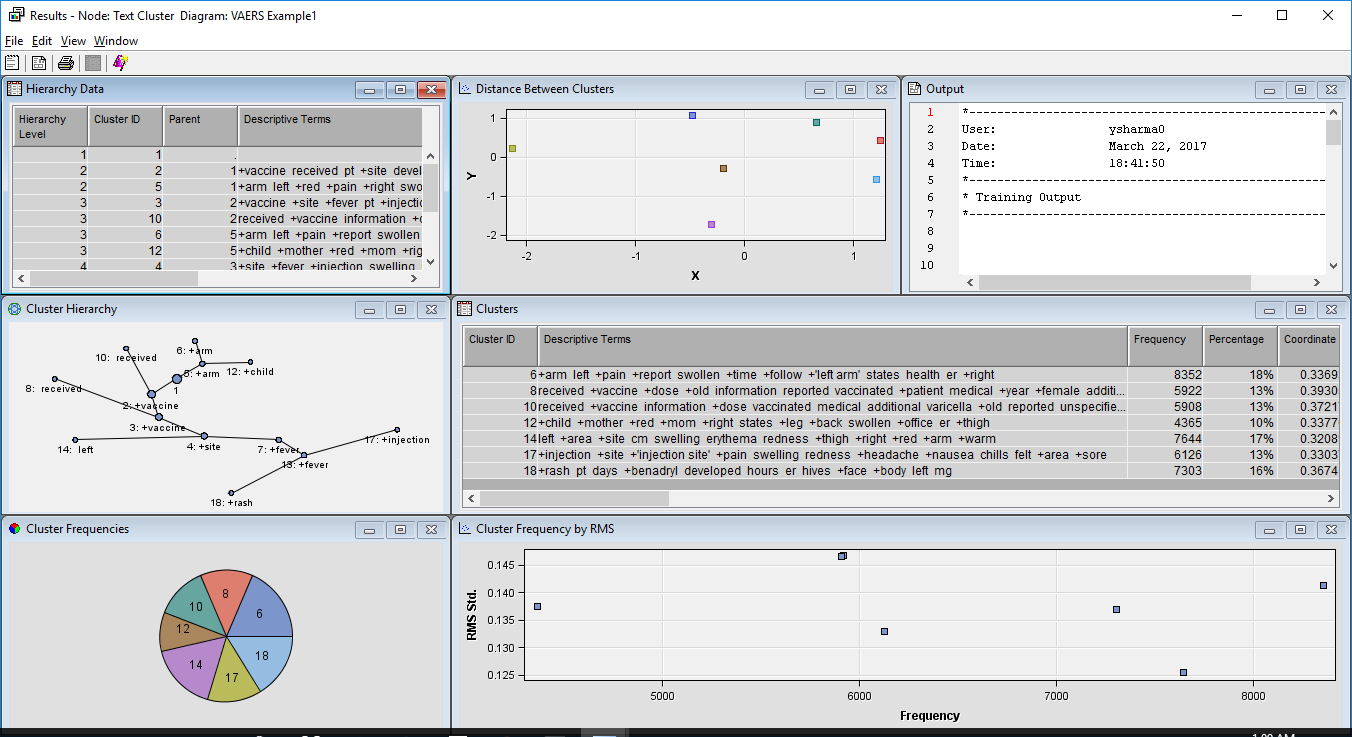 Results - Node: Text Cluster Diagram: VAERS Example1
File Edit View Window
Hierarchy Data
Hierarchy Level Cluster ID Parent Descriptive Terms
1 1 .
2 2 1 +vaccine received pt +site devel
2 5 1 +arm left +red +pain +right swo
3 3 2 +vaccine +site +fever pt +injectio
3 10 2 received +vaccine information +d
3 6 5 +arm left +pain +report swollen
3 12 5 +child +mother +red +mom +rig
4 4 3 +site +fever +injection swelling
Distance Between Clusters
Y
1
0
-1
-2
-2 -1 0 1
X
Output
1 *-
2 User: ysharma0
3 Date: March 22, 2017
4 Time: 18:41:50
5 *-
6 * Training Output
7 *-
8
9
10
Cluster Hierarchy
6: +arm
10: received
5: +arm
12: +child
1
8: received
2: +vaccine
3: +vaccine
17: +injection
14: left
4: +site
7: +fever
13: +fever
18: +rash
Clusters
Cluster ID Descriptive Terms Frequency Percentage Coordinate
6 +arm left +pain +report swollen +time +follow +'left arm' states health er +right 8352 18% 0.3369
8 received +vaccine +dose +old information reported vaccinated +patient medical +year +female additi... 5922 13% 0.3930
10 received +vaccine information +dose vaccinated medical additional varicella +old reported unspecifie... 5908 13% 0.3721
12 +child +mother +red +mom +right states +leg +back swollen +office er +thigh 4365 10% 0.3377
14 left +area +site cm swelling erythema redness +thigh +right +red +arm +warm 7644 17% 0.3208
17 +injection +site +'injection site' +pain swelling redness +headache +nausea chills felt +area +sore 6126 13% 0.3303
18 +rash pt days +benadryl developed hours er hives +face +body left mg 7303 16% 0.3674
Cluster Frequencies
8
10
6
12
18
14
17
Cluster Frequency by RMS
RMS Std.
0.145
0.140
0.135
0.130
0.125
5000 6000 7000 8000
Frequency